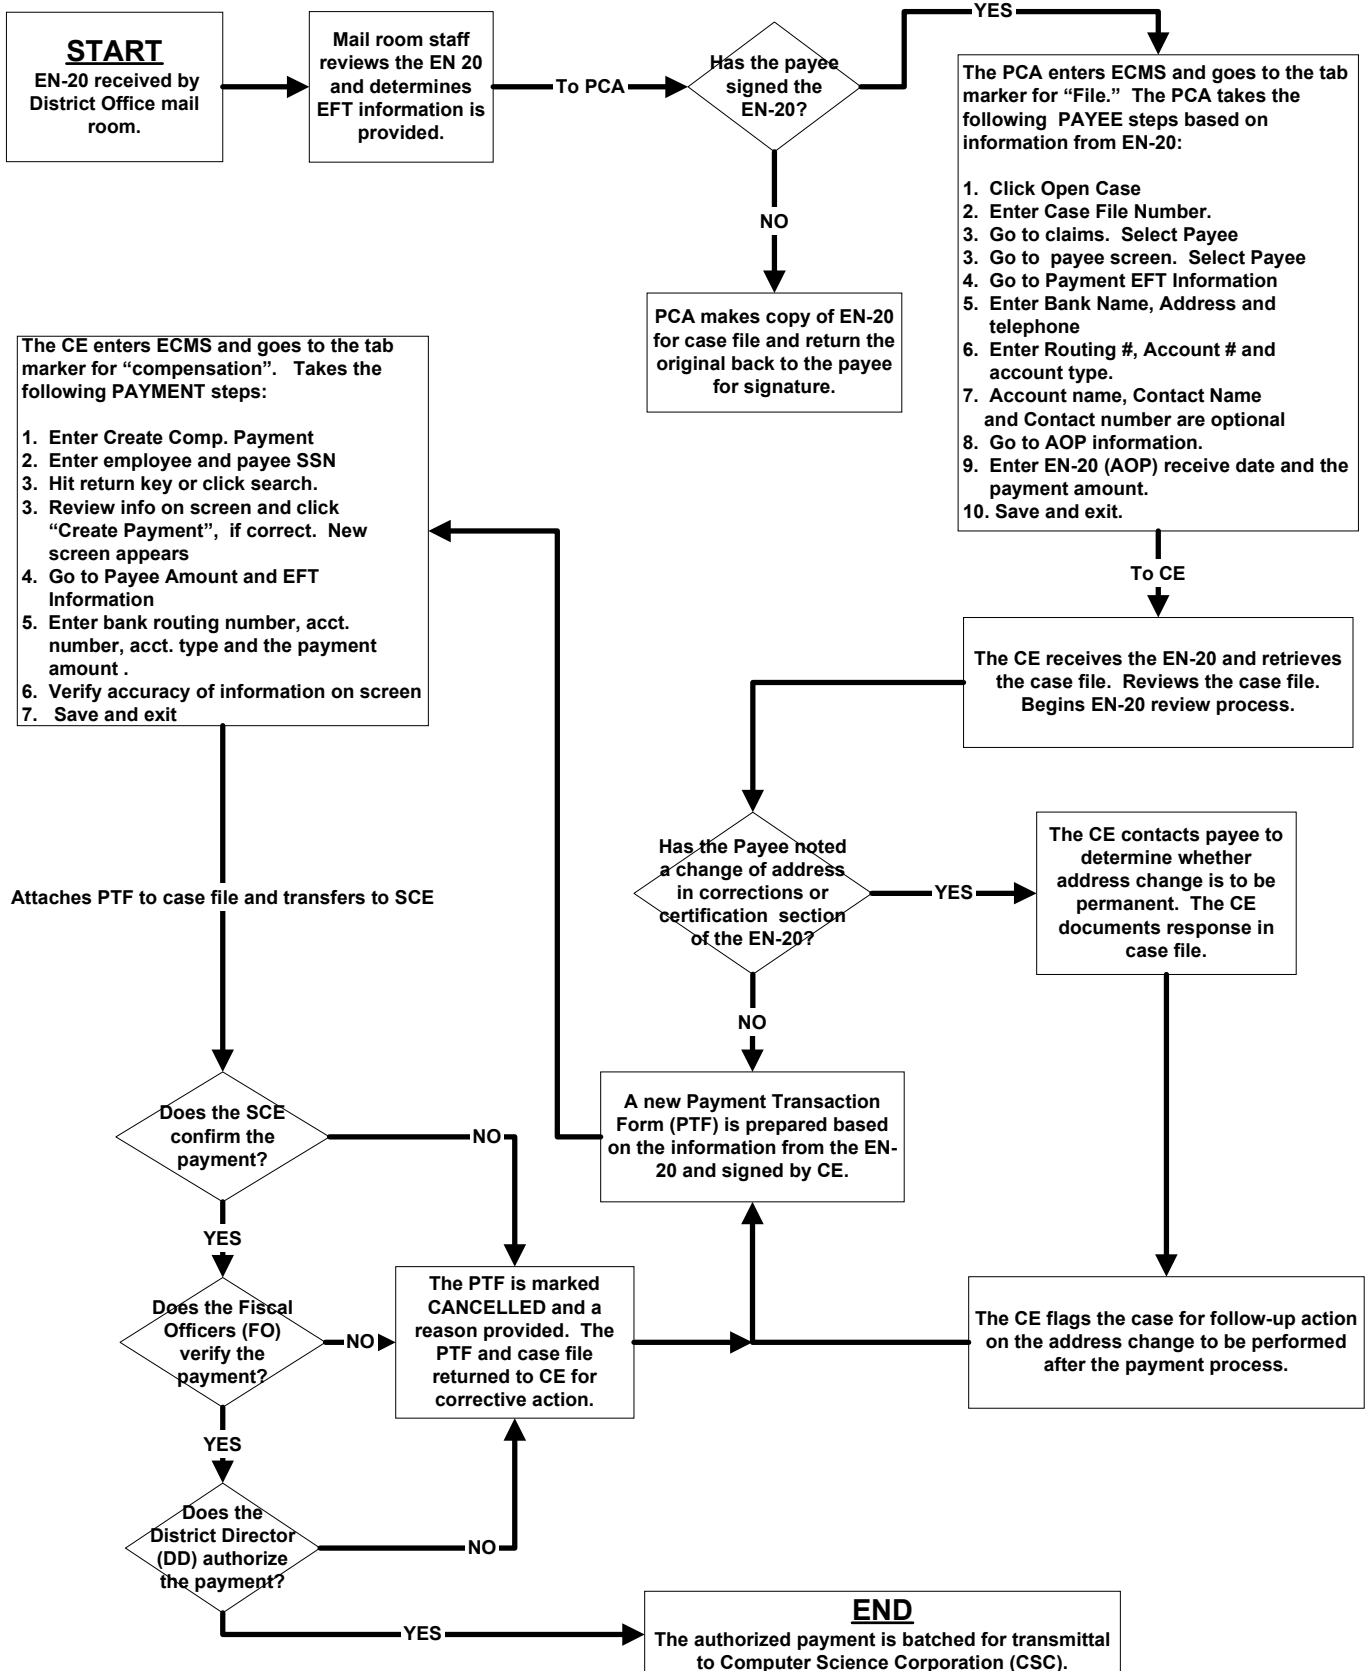 START
EN-20 received by
District Office mail
room.
Mail room staff
reviews the EN 20
and determines
EFT information is
provided.
To PCA
Has the payee
signed the
EN-20?
YES
NO
PCA makes copy of EN-20
for case file and return the
original back to the payee
for signature.
The PCA enters ECMS and goes to the tab
marker for “File.” The PCA takes the
following PAYEE steps based on
information from EN-20:
1. Click Open Case
2. Enter Case File Number.
3. Go to claims. Select Payee
3. Go to payee screen. Select Payee
4. Go to Payment EFT Information
5. Enter Bank Name, Address and
telephone
6. Enter Routing #, Account # and
account type.
7. Account name, Contact Name
and Contact number are optional
8. Go to AOP information.
9. Enter EN-20 (AOP) receive date and the
payment amount.
10. Save and exit.
To CE
The CE receives the EN-20 and retrieves
the case file. Reviews the case file.
Begins EN-20 review process.
Has the Payee noted
a change of address
in corrections or
certification section
of the EN-20?
YES
The CE contacts payee to
determine whether
address change is to be
permanent. The CE
documents response in
case file.
The CE flags the case for follow-up action
on the address change to be performed
after the payment process.
NO
A new Payment Transaction
Form (PTF) is prepared based
on the information from the EN-
20 and signed by CE.
The CE enters ECMS and goes to the tab
marker for “compensation”. Takes the
following PAYMENT steps:
1. Enter Create Comp. Payment
2. Enter employee and payee SSN
3. Hit return key or click search.
3. Review info on screen and click
“Create Payment”, if correct. New
screen appears
4. Go to Payee Amount and EFT
Information
5. Enter bank routing number, acct.
number, acct. type and the payment
amount .
6. Verify accuracy of information on screen
7. Save and exit
Attaches PTF to case file and transfers to SCE
Does the SCE
confirm the
payment?
NO
YES
Does the Fiscal
Officers (FO)
verify the
payment?
NO
The PTF is marked
CANCELLED and a
reason provided. The
PTF and case file
returned to CE for
corrective action.
YES
Does the
District Director
(DD) authorize
the payment?
NO
YES
END
The authorized payment is batched for transmittal
to Computer Science Corporation (CSC).